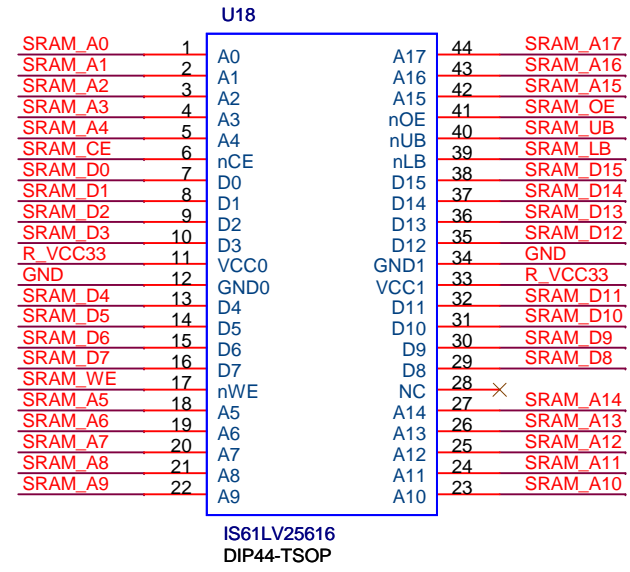 U18
SRAM_A0 1 A0 A17 44 SRAM_A17
SRAM_A1 2 A1 A16 43 SRAM_A16
SRAM_A2 3 A2 A15 42 SRAM_A15
SRAM_A3 4 A3 nOE 41 SRAM_OE
SRAM_A4 5 A4 nUB 40 SRAM_UB
SRAM_CE 6 nCE nLB 39 SRAM_LB
SRAM_D0 7 D0 D15 38 SRAM_D15
SRAM_D1 8 D1 D14 37 SRAM_D14
SRAM_D2 9 D2 D13 36 SRAM_D13
SRAM_D3 10 D3 D12 35 SRAM_D12
R_VCC33 11 VCC0 GND1 34 GND
GND 12 GND0 VCC1 33 R_VCC33
SRAM_D4 13 D4 D11 32 SRAM_D11
SRAM_D5 14 D5 D10 31 SRAM_D10
SRAM_D6 15 D6 D9 30 SRAM_D9
SRAM_D7 16 D7 D8 29 SRAM_D8
SRAM_WE 17 nWE NC 28
SRAM_A5 18 A5 A14 27 SRAM_A14
SRAM_A6 19 A6 A13 26 SRAM_A13
SRAM_A7 20 A7 A12 25 SRAM_A12
SRAM_A8 21 A8 A11 24 SRAM_A11
SRAM_A9 22 A9 A10 23 SRAM_A10
IS61LV25616
DIP44-TSOP